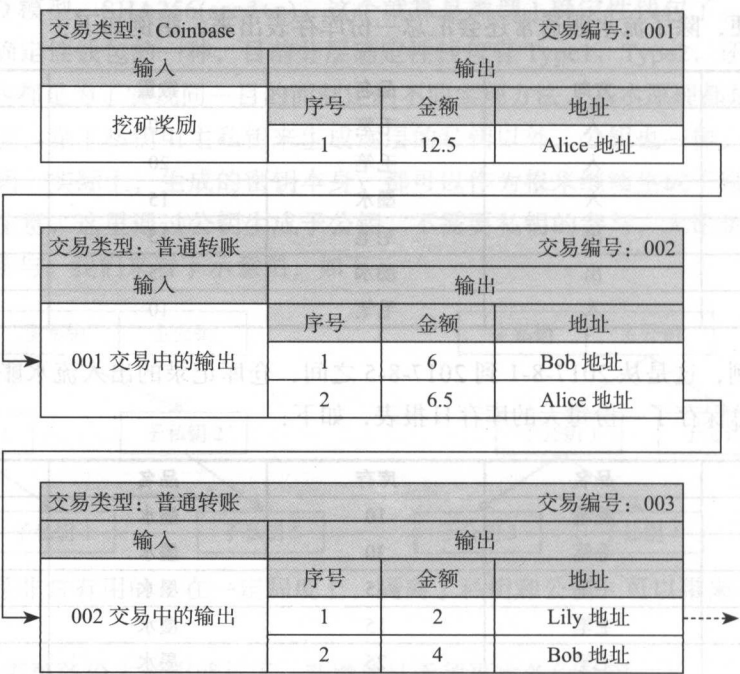 交易类型：Coinbase 交易编号：001
输入 输出
挖矿奖励 序号 金额 地址
1 12.5 Alice 地址
交易类型：普通转账 交易编号：002
输入 输出
序号 金额 地址
001 交易中的输出 1 6 Bob 地址
2 6.5 Alice 地址
交易类型：普通转账 交易编号：003
输入 输出
序号 金额 地址
002 交易中的输出 1 2 Lily 地址
2 4 Bob 地址